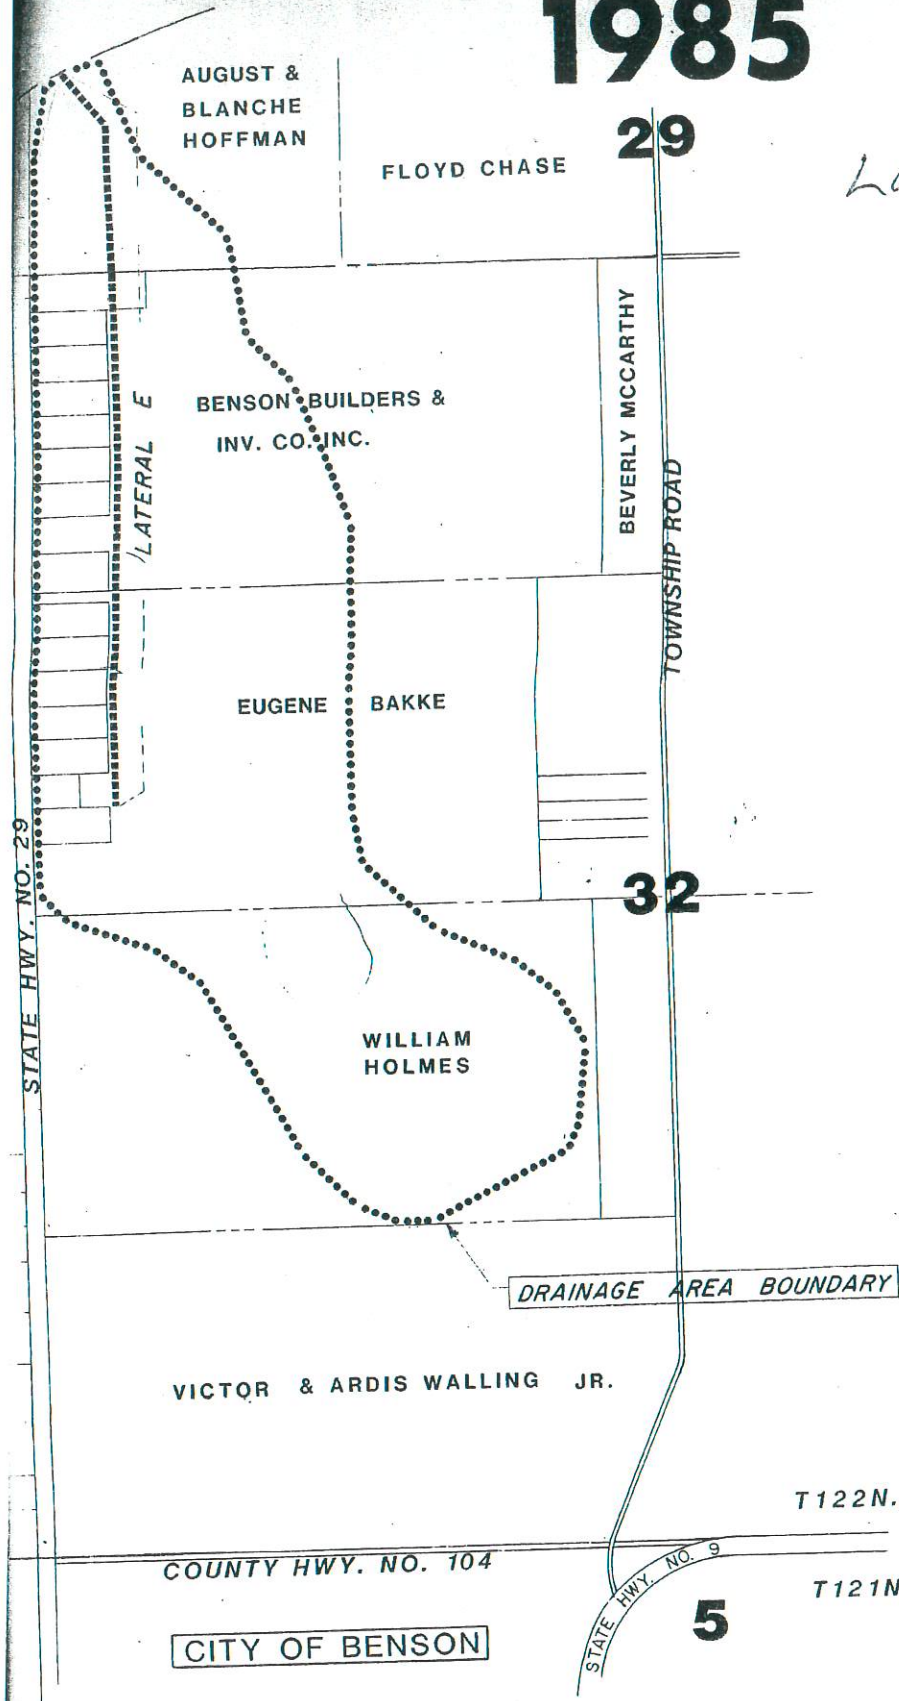 1985
AUGUST &
BLANCHE
HOFFMAN
FLOYD CHASE
29
BENSON BUILDERS &
INV. CO. INC.
BEVERLY MCCARTHY
LATERAL E
TOWNSHIP ROAD
EUGENE BAKKE
STATE HWY. NO. 29
32
WILLIAM
HOLMES
DRAINAGE AREA BOUNDARY
VICTOR & ARDIS WALLING JR.
T122N.
COUNTY HWY. NO. 104
STATE HWY. NO. 9
T121N
5
CITY OF BENSON